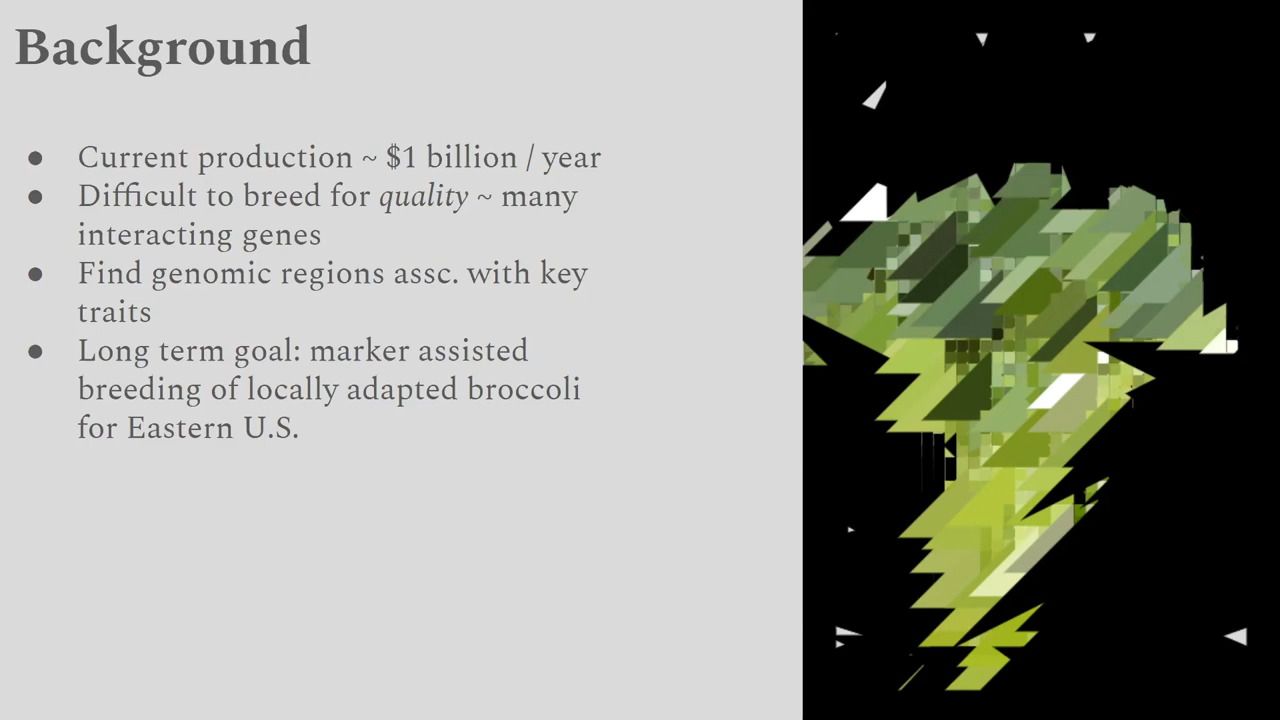 Background
● Current production ~ $1 billion / year
● Difficult to breed for quality ~ many
interacting genes
● Find genomic regions assc. with key
traits
● Long term goal: marker assisted
breeding of locally adapted broccoli
for Eastern U.S.